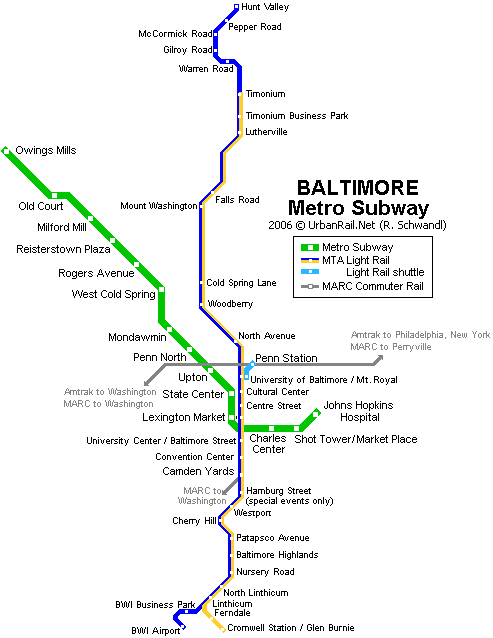 Hunt Valley
Pepper Road
McCormick Road
Gilroy Road
Warren Road
Timonium
Timonium Business Park
Lutherville
Owings Mills
Old Court
Milford Mill
Reisterstown Plaza
Rogers Avenue
West Cold Spring
Mount Washington
Falls Road
BALTIMORE
Metro Subway
2006 © UrbanRail.Net (R. Schwandl)
Metro Subway
MTA Light Rail
Light Rail shuttle
MARC Commuter Rail
Cold Spring Lane
Woodberry
Mondawmin
North Avenue
Amtrak to Philadelphia, New York
MARC to Perryville
Penn North
Penn Station
Upton
University of Baltimore / Mt. Royal
Amtrak to Washington
MARC to Washington
State Center
Cultural Center
Centre Street
Lexington Market
Johns Hopkins
Hospital
University Center / Baltimore Street
Charles
Center
Shot Tower/Market Place
Convention Center
Camden Yards
MARC to
Washington
Hamburg Street
(special events only)
Westport
Cherry Hill
Patapsco Avenue
Baltimore Highlands
Nursery Road
North Linthicum
BWI Business Park
Linthicum
Ferndale
BWI Airport
Cromwell Station / Glen Burnie